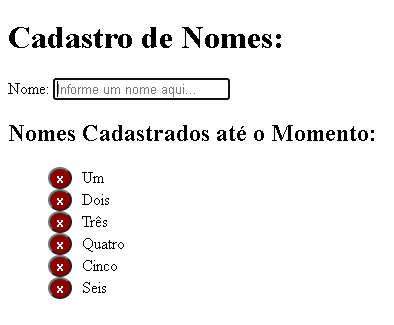 Cadastro de Nomes:
Nome: Informe um nome aqui...
Nomes Cadastrados até o Momento:
x Um
x Dois
x Três
x Quatro
x Cinco
x Seis